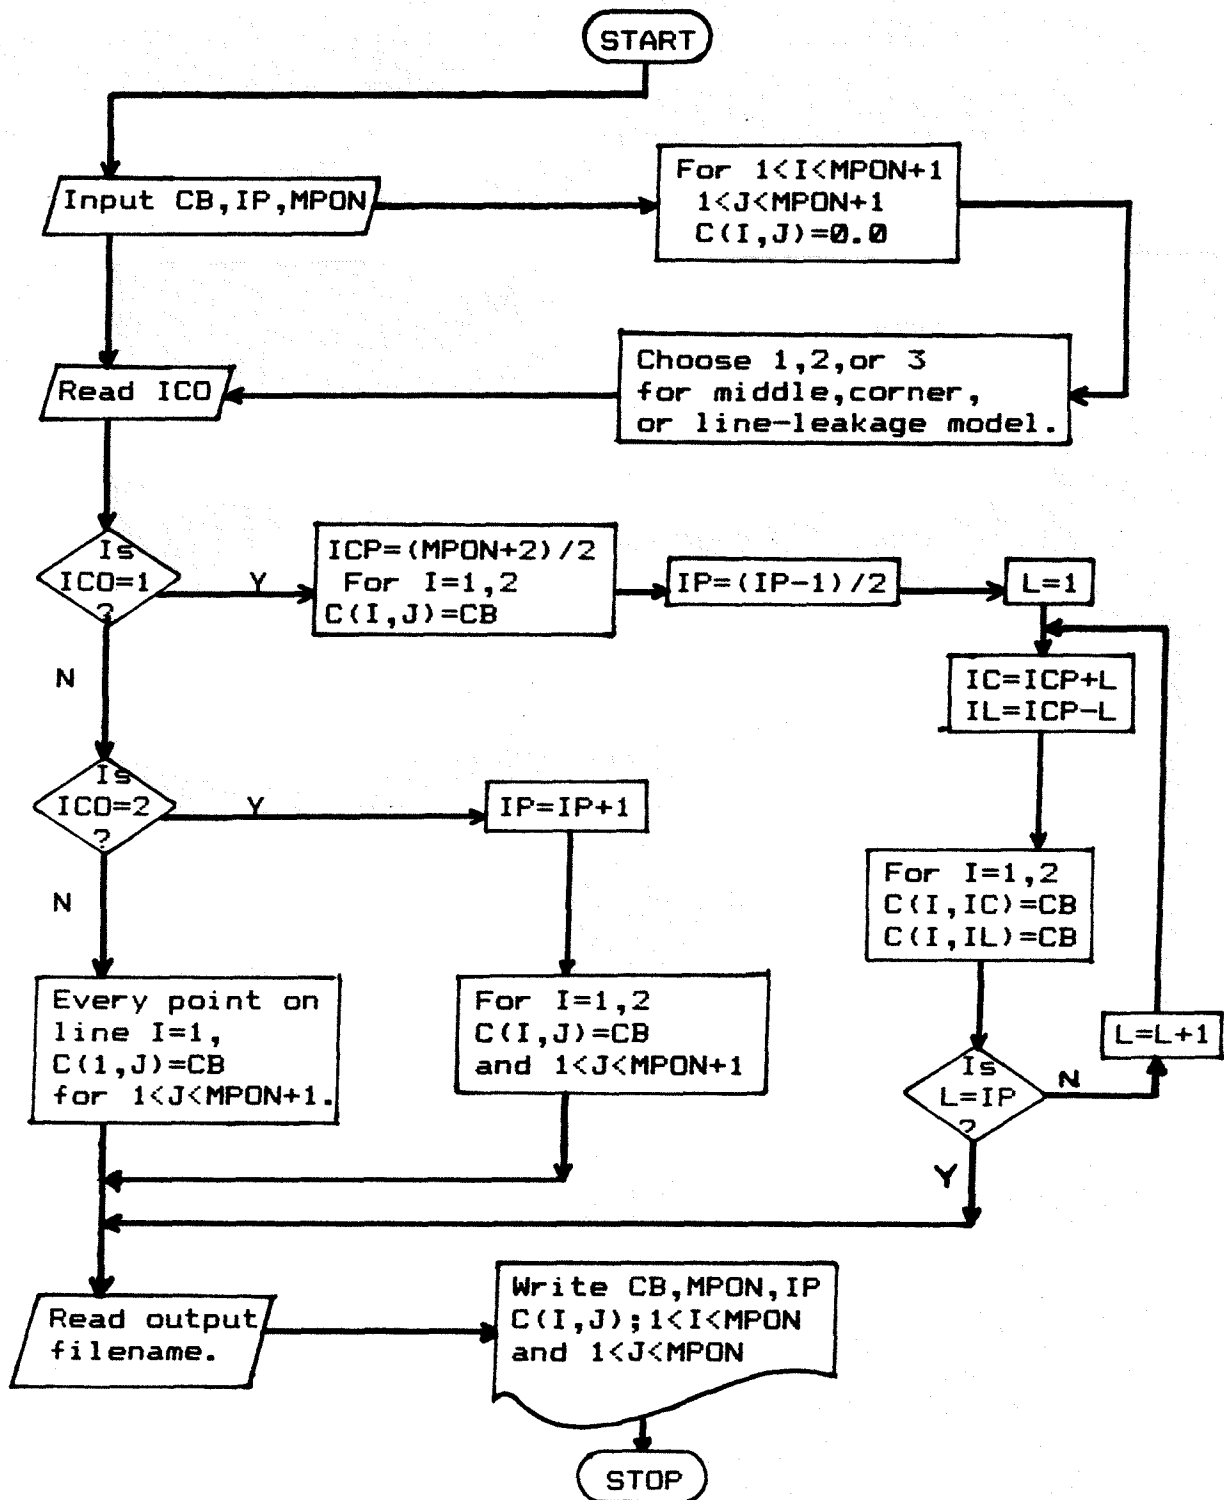 START
Input CB,IP,MPON
For 1<I<MPON+1
1<J<MPON+1
C(I,J)=0.0
Choose 1,2,or 3
for middle,corner,
or line-leakage model.
Read ICO
Is
ICO=1
?
Y
N
ICP=(MPON+2)/2
For I=1,2
C(I,J)=CB
IP=(IP-1)/2
L=1
IC=ICP+L
IL=ICP-L
For I=1,2
C(I,IC)=CB
C(I,IL)=CB
Is
L=IP
?
N
L=L+1
Y
Is
ICO=2
?
Y
N
IP=IP+1
For I=1,2
C(I,J)=CB
and 1<J<MPON+1
Every point on
line I=1,
C(1,J)=CB
for 1<J<MPON+1.
Read output
filename.
Write CB,MPON,IP
C(I,J);1<I<MPON
and 1<J<MPON
STOP